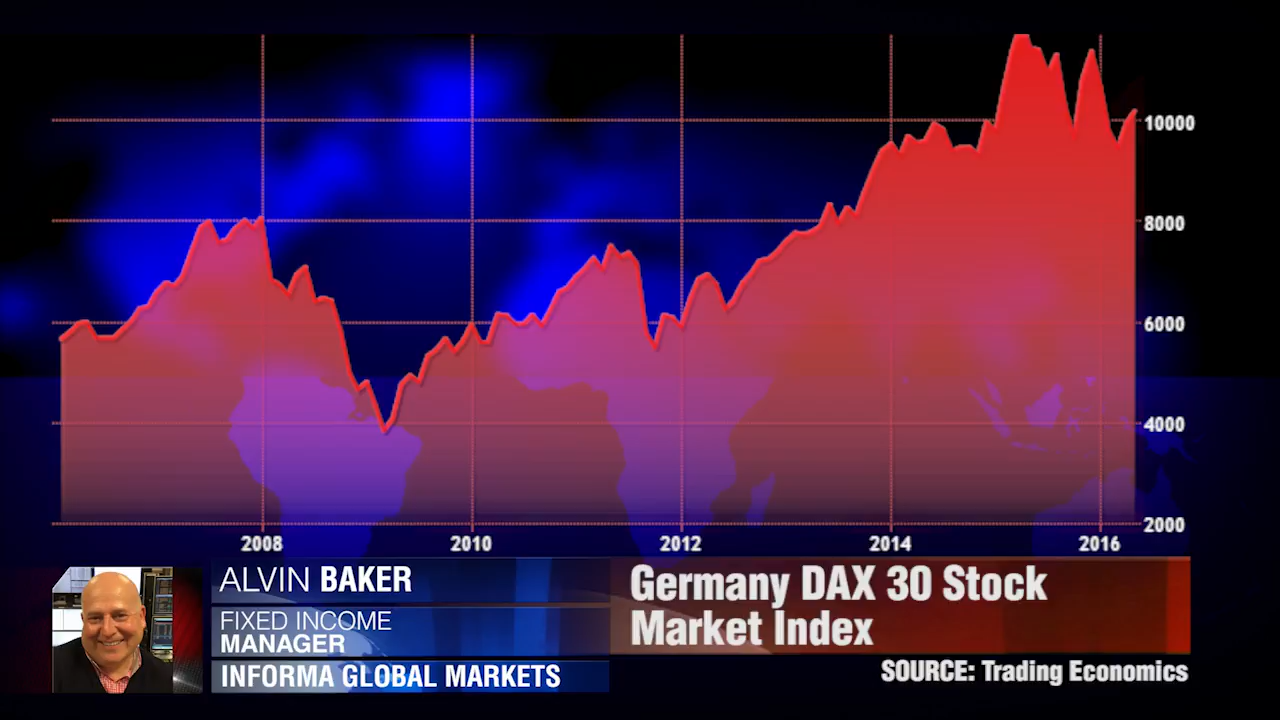 10000
8000
6000
4000
2000
2008 2010 2012 2014 2016
ALVIN BAKER
FIXED INCOME
MANAGER
INFORMA GLOBAL MARKETS
Germany DAX 30 Stock
Market Index
SOURCE: Trading Economics